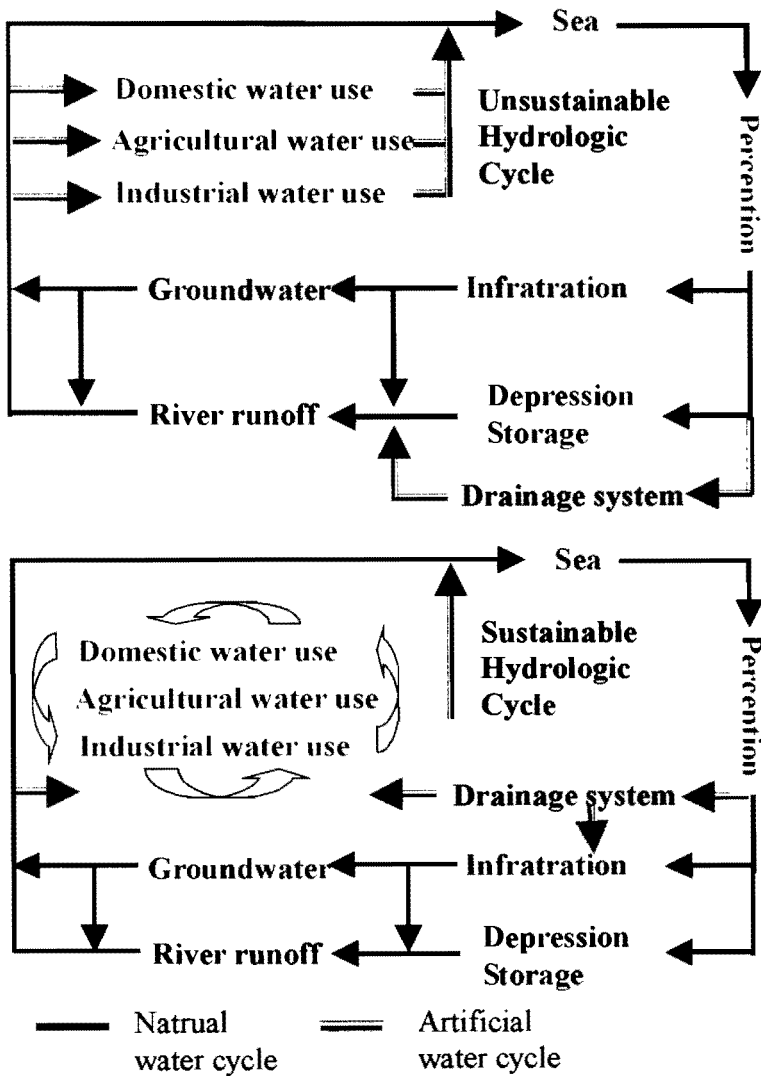 Sea
Domestic water use
Agricultural water use
Industrial water use
Unsustainable
Hydrologic
Cycle
Percention
Groundwater
Infratration
River runoff
Depression
Storage
Drainage system
Sea
Domestic water use
Agricultural water use
Industrial water use
Sustainable
Hydrologic
Cycle
Percention
Drainage system
Groundwater
Infratration
River runoff
Depression
Storage
Natrual
water cycle
Artificial
water cycle